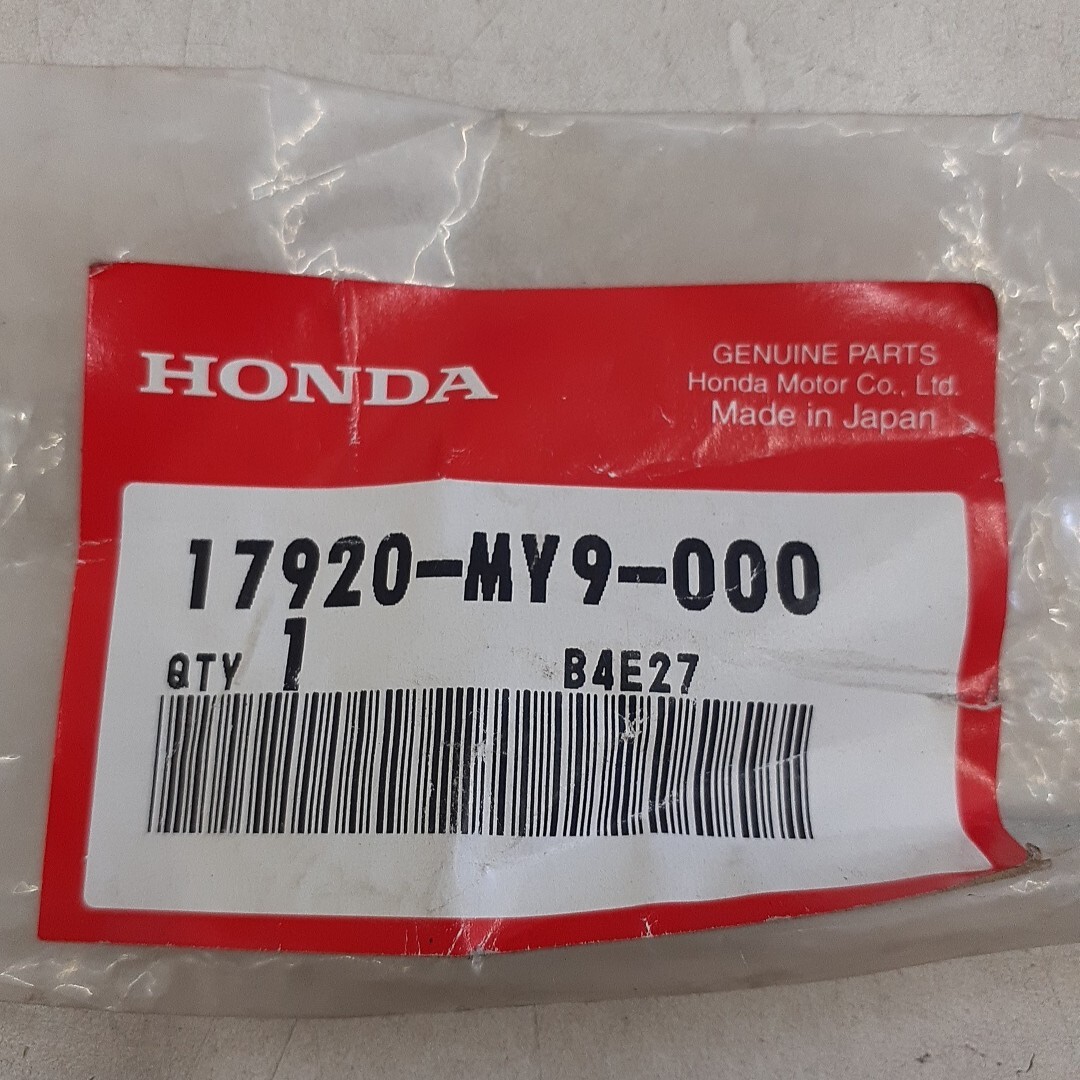 HONDA
GENUINE PARTS
Honda Motor Co., Ltd.
Made in Japan
17920-MY9-000
QTY 1 B4E27